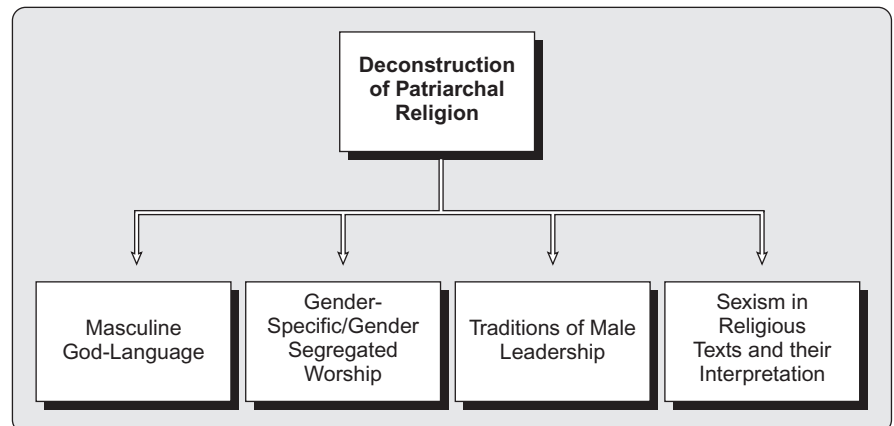 Deconstruction
of Patriarchal
Religion
Masculine
God-Language
Gender-
Specific/Gender
Segregated
Worship
Traditions of Male
Leadership
Sexism in
Religious
Texts and their
Interpretation